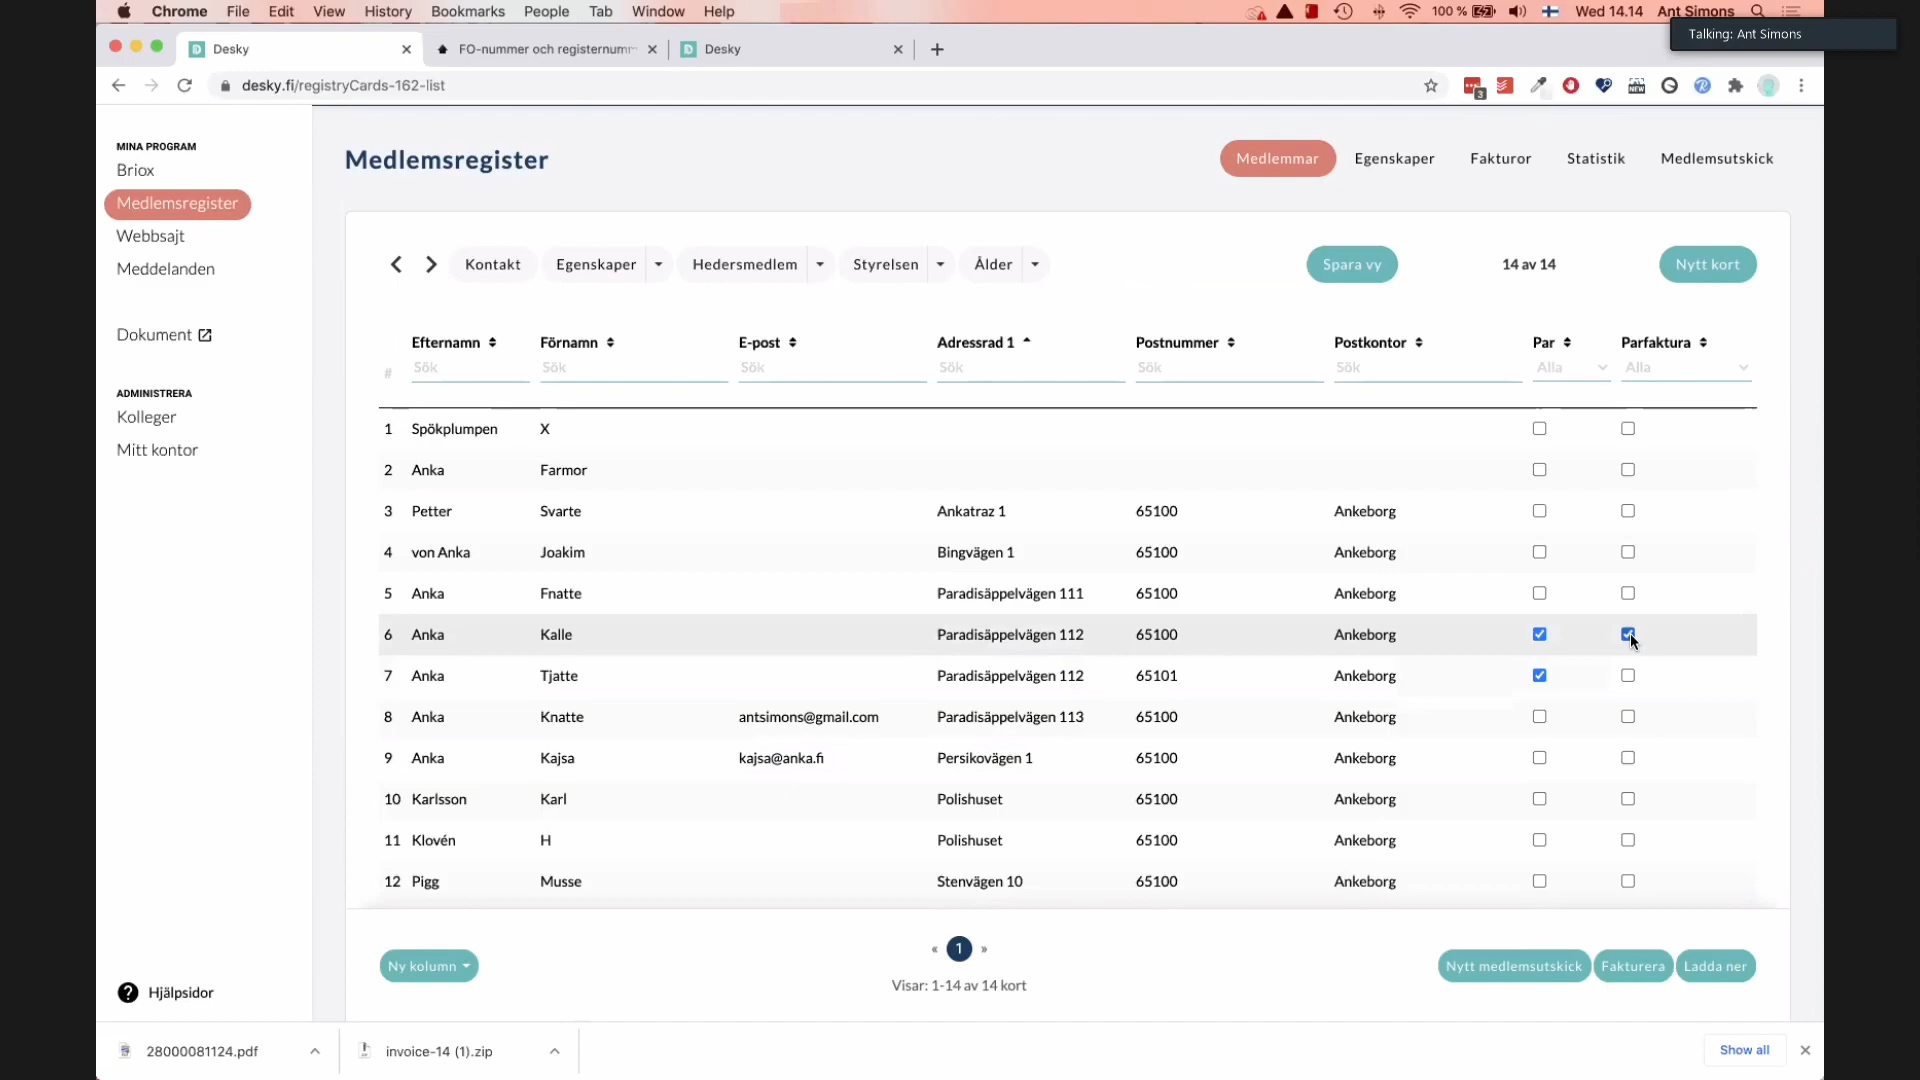 Chrome File Edit View History Bookmarks People Tab Window Help 100 % Wed 14.14 Ant Simons
Talking: Ant Simons
Desky FO-nummer och registernumm Desky
desky.fi/registryCards-162-list
3 NEW
MINA PROGRAM
Briox
Medlemsregister
Webbsajt
Meddelanden
Dokument
ADMINISTRERA
Kolleger
Mitt kontor
Hjälpsidor
Medlemsregister
Medlemmar Egenskaper Fakturor Statistik Medlemsutskick
Kontakt Egenskaper Hedersmedlem Styrelsen Ålder Spara vy 14 av 14 Nytt kort
Efternamn Förnamn E-post Adressrad 1 Postnummer Postkontor Par Parfaktura
# Sök Sök Sök Sök Sök Sök Alla Alla
1 Spökplumpen X
2 Anka Farmor
3 Petter Svarte Ankatraz 1 65100 Ankeborg
4 von Anka Joakim Bingvägen 1 65100 Ankeborg
5 Anka Fnatte Paradisäppelvägen 111 65100 Ankeborg
6 Anka Kalle Paradisäppelvägen 112 65100 Ankeborg
7 Anka Tjatte Paradisäppelvägen 112 65101 Ankeborg
8 Anka Knatte antsimons@gmail.com Paradisäppelvägen 113 65100 Ankeborg
9 Anka Kajsa kajsa@anka.fi Persikovägen 1 65100 Ankeborg
10 Karlsson Karl Polishuset 65100 Ankeborg
11 Klovén H Polishuset 65100 Ankeborg
12 Pigg Musse Stenvägen 10 65100 Ankeborg
Ny kolumn « 1 » Nytt medlemsutskick Fakturera Ladda ner
Visar: 1-14 av 14 kort
28000081124.pdf invoice-14 (1).zip Show all